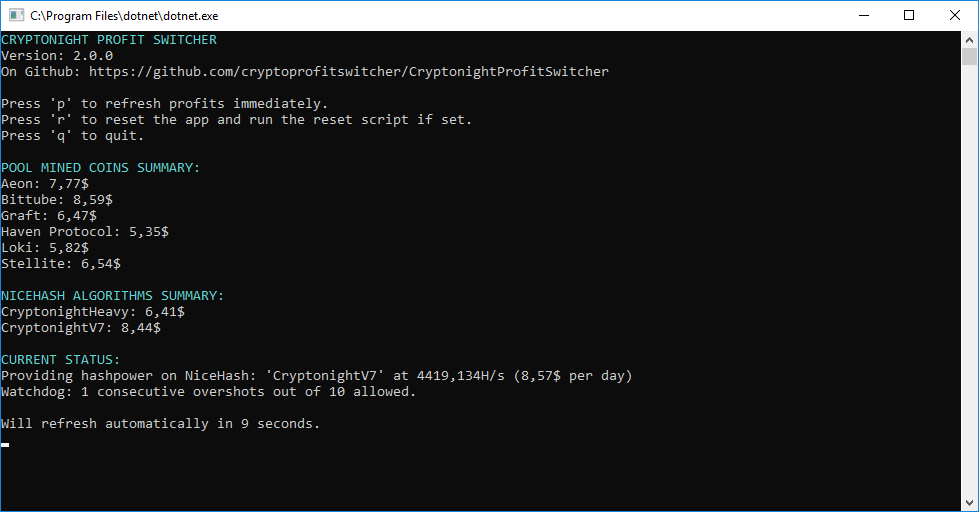 C:\Program Files\dotnet\dotnet.exe
CRYPTONIGHT PROFIT SWITCHER
Version: 2.0.0
On Github: https://github.com/cryptoprofitswitcher/CryptonightProfitSwitcher
Press 'p' to refresh profits immediately.
Press 'r' to reset the app and run the reset script if set.
Press 'q' to quit.
POOL MINED COINS SUMMARY:
Aeon: 7,77$
Bittube: 8,59$
Graft: 6,47$
Haven Protocol: 5,35$
Loki: 5,82$
Stellite: 6,54$
NICEHASH ALGORITHMS SUMMARY:
CryptonightHeavy: 6,41$
CryptonightV7: 8,44$
CURRENT STATUS:
Providing hashpower on NiceHash: 'CryptonightV7' at 4419,134H/s (8,57$ per day)
Watchdog: 1 consecutive overshots out of 10 allowed.
Will refresh automatically in 9 seconds.